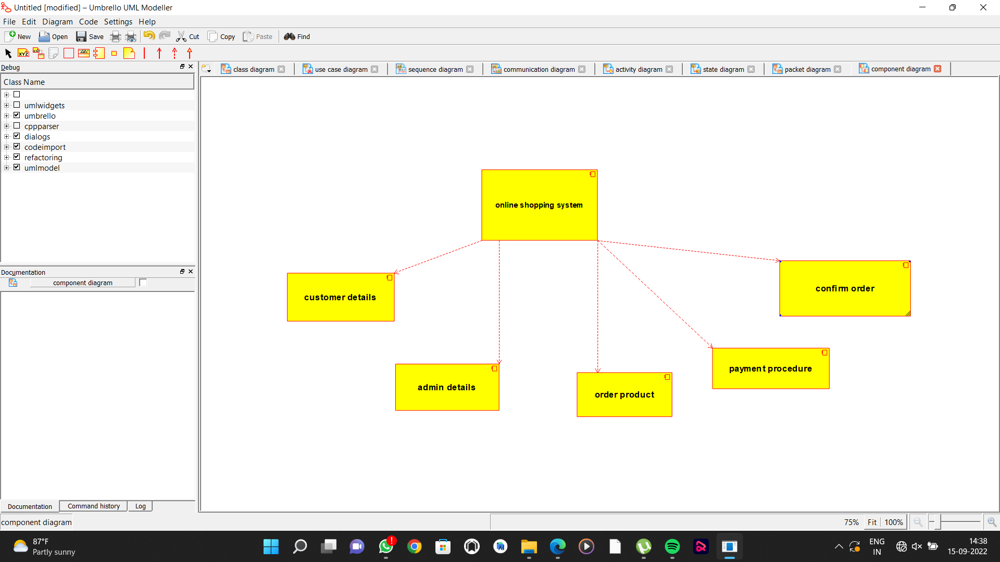 Untitled [modified] – Umbrello UML Modeller
File Edit Diagram Code Settings Help
New Open Save Cut Copy Paste Find
XYZ XYZ ABC
Debug
class diagram use case diagram sequence diagram communication diagram activity diagram state diagram packet diagram component diagram
Class Name
umlwidgets
umbrello
cppparser
dialogs
codeimport
refactoring
umlmodel
online shopping system
customer details
confirm order
admin details
order product
payment procedure
Documentation
component diagram
Documentation Command history Log
component diagram
75% Fit 100%
87°F
Partly sunny
ENG
IN
14:38
15-09-2022